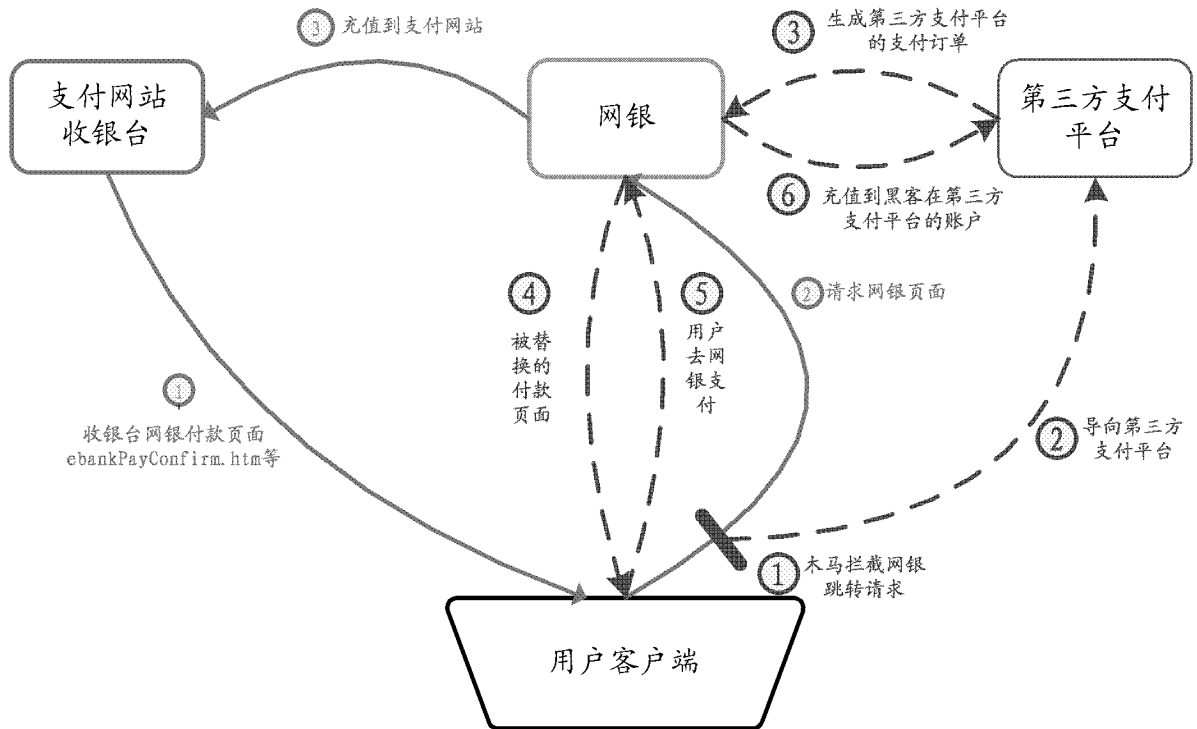 ③ 充值到支付网站
③ 生成第三方支付平台
的支付订单
支付网站
收银台
网银
第三方支付
平台
⑥ 充值到黑客在第三方
支付平台的账户
④
被替
换的
付款
页面
⑤
用户
去网
银支
付
② 请求网银页面
①
收银台网银付款页面
ebankPayConfirm.htm等
② 导向第三方
支付平台
① 木马拦截网银
跳转请求
用户客户端